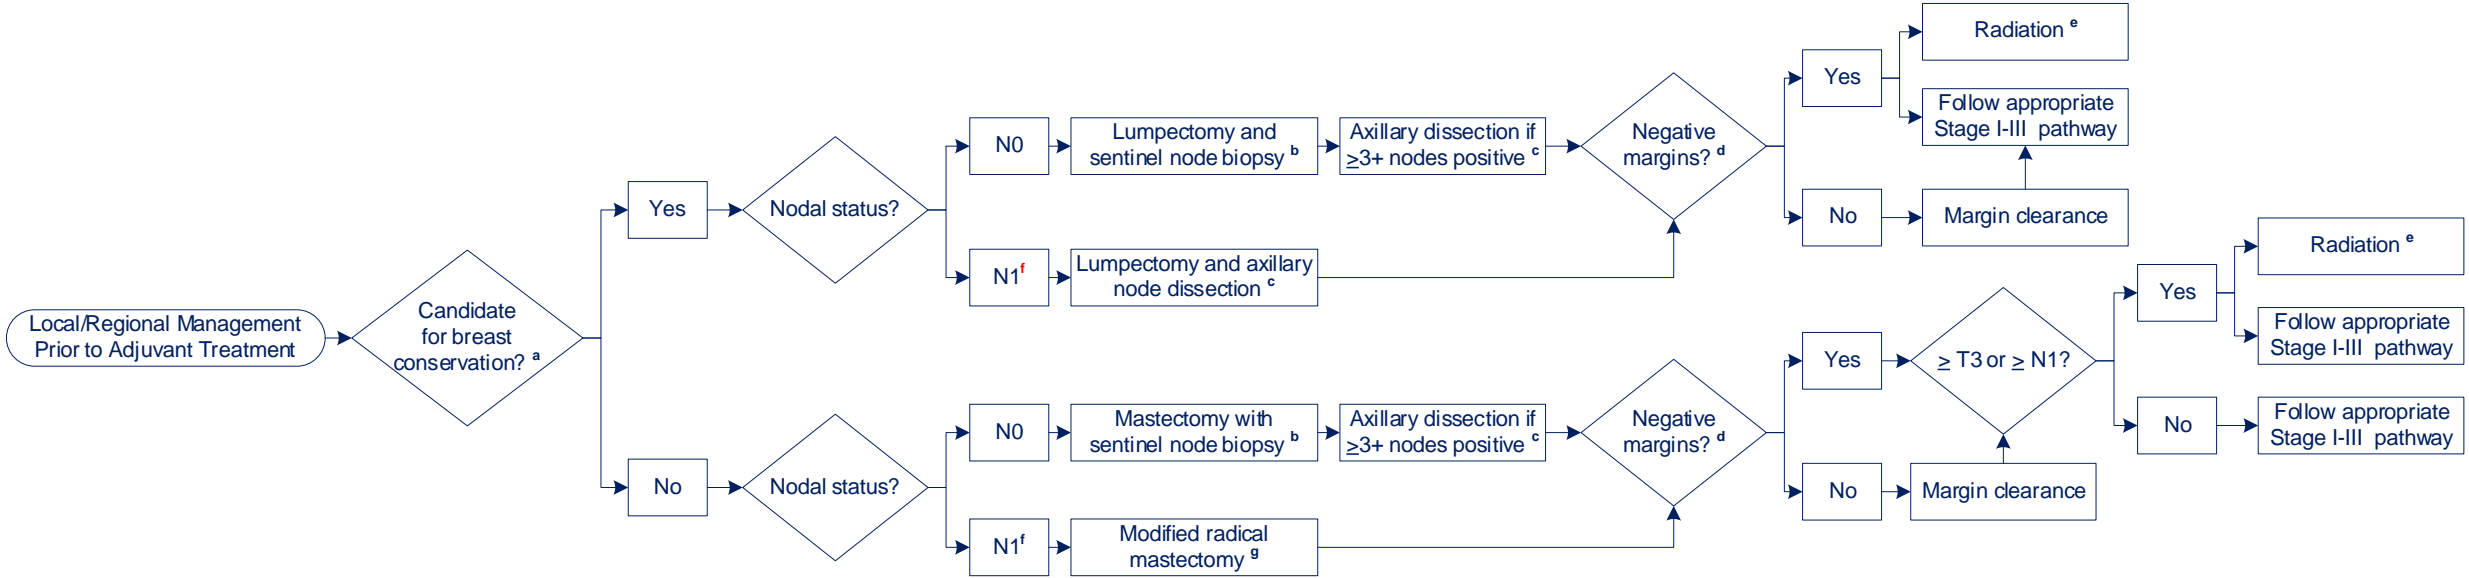 Local/Regional Management
Prior to Adjuvant Treatment
Candidate
for breast
conservation? a
Yes
Nodal status?
N0
Lumpectomy and
sentinel node biopsy b
Axillary dissection if
≥3+ nodes positive c
N1f
Lumpectomy and axillary
node dissection c
Negative
margins? d
Yes
Radiation e
Follow appropriate
Stage I-III pathway
No
Margin clearance
No
Nodal status?
N0
Mastectomy with
sentinel node biopsy b
Axillary dissection if
≥3+ nodes positive c
N1f
Modified radical
mastectomy g
Negative
margins? d
Yes
≥ T3 or ≥ N1?
No
Margin clearance
Yes
Radiation e
Follow appropriate
Stage I-III pathway
No
Follow appropriate
Stage I-III pathway